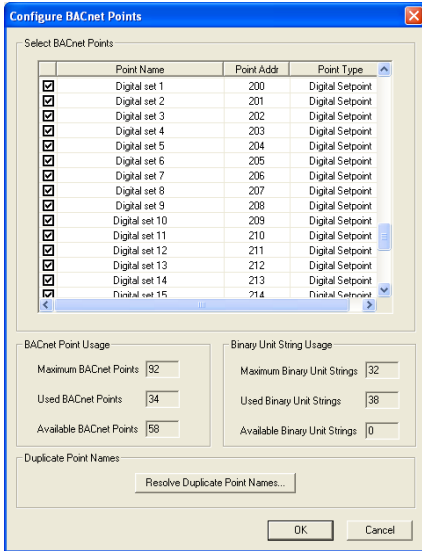 Configure BACnet Points
Select BACnet Points
Point Name Point Addr Point Type
Digital set 1 200 Digital Setpoint
Digital set 2 201 Digital Setpoint
Digital set 3 202 Digital Setpoint
Digital set 4 203 Digital Setpoint
Digital set 5 204 Digital Setpoint
Digital set 6 205 Digital Setpoint
Digital set 7 206 Digital Setpoint
Digital set 8 207 Digital Setpoint
Digital set 9 208 Digital Setpoint
Digital set 10 209 Digital Setpoint
Digital set 11 210 Digital Setpoint
Digital set 12 211 Digital Setpoint
Digital set 13 212 Digital Setpoint
Digital set 14 213 Digital Setpoint
Digital set 15 214 Digital Setpoint
BACnet Point Usage
Maximum BACnet Points 92
Used BACnet Points 34
Available BACnet Points 58
Binary Unit String Usage
Maximum Binary Unit Strings 32
Used Binary Unit Strings 38
Available Binary Unit Strings 0
Duplicate Point Names
Resolve Duplicate Point Names...
OK Cancel